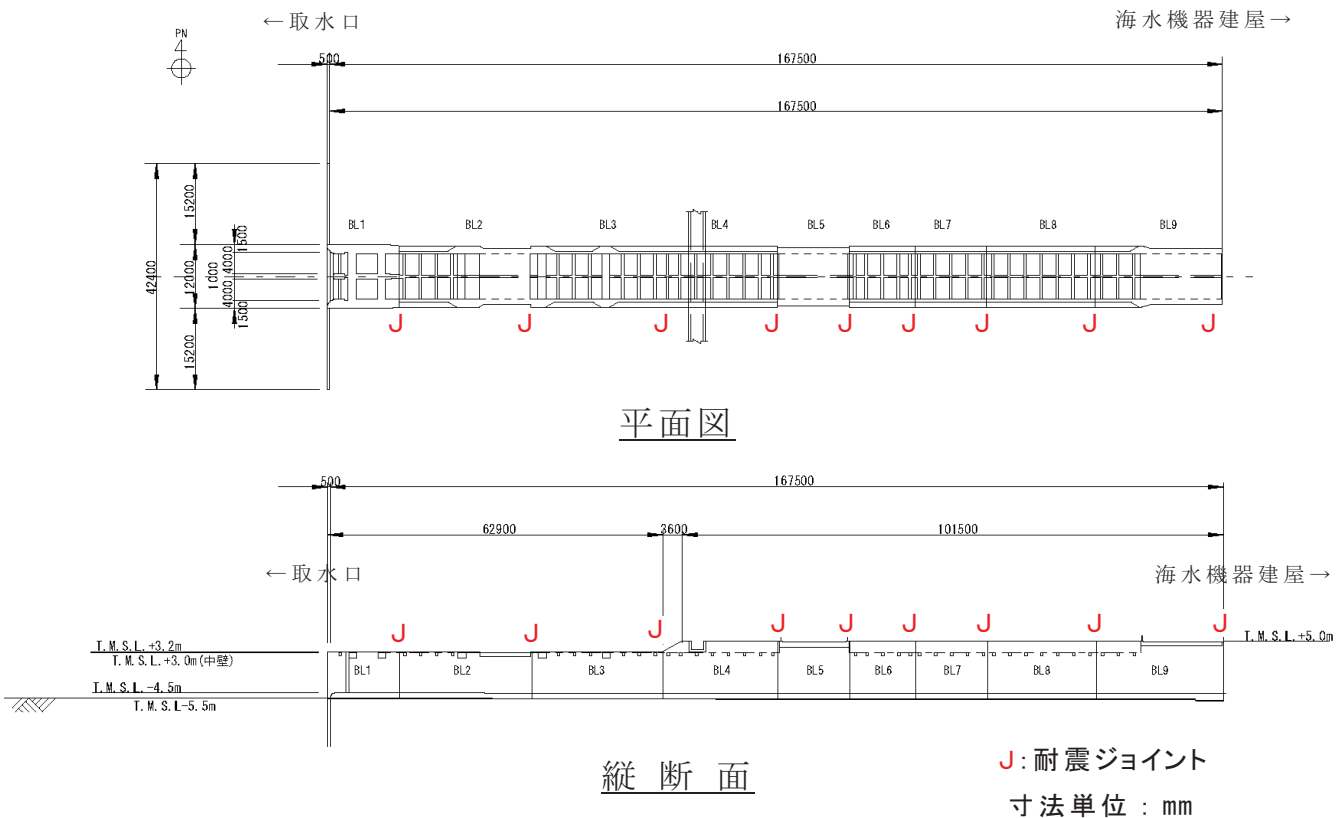 ←取水口
海水機器建屋→
PN
500
167500
167500
42400
15200
12000
15200
1500
4000
1000
4000
1500
BL1
BL2
BL3
BL4
BL5
BL6
BL7
BL8
BL9
J
J
J
J
J
J
J
J
J
平面図
500
167500
62900
3600
101500
←取水口
海水機器建屋→
J
J
J
J
J
J
J
J
J
T.M.S.L.+3.2m
T.M.S.L.+3.0m(中壁)
T.M.S.L.+5.0m
BL1
BL2
BL3
BL4
BL5
BL6
BL7
BL8
BL9
T.M.S.L.-4.5m
T.M.S.L-5.5m
縦断面
J:耐震ジョイント
寸法単位:mm